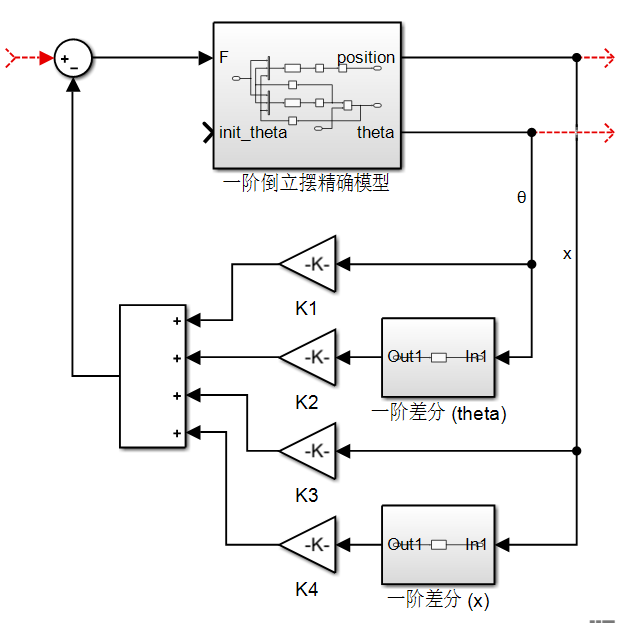 +
−
F
position
init_theta
theta
一阶倒立摆精确模型
θ
x
-K-
K1
+
-K-
K2
Out1
In1
一阶差分 (theta)
+
+
-K-
K3
+
-K-
K4
Out1
In1
一阶差分 (x)